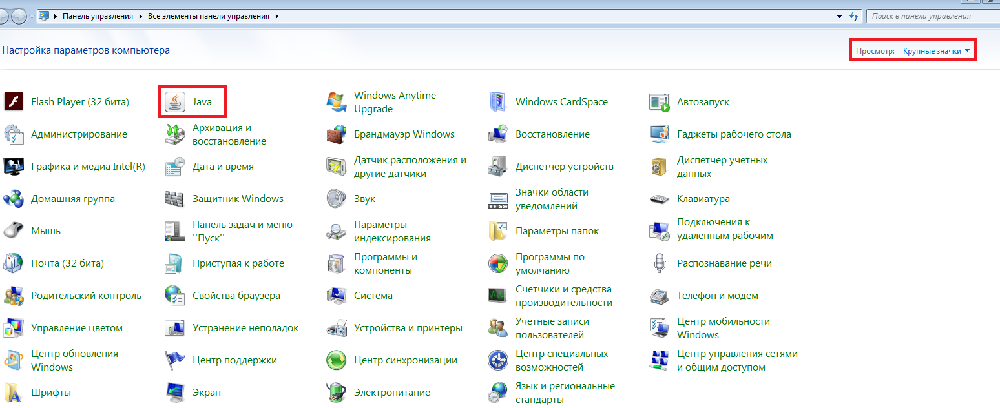 Панель управления Все элементы панели управления Поиск в панели управления
Настройка параметров компьютера
Просмотр: Крупные значки
Flash Player (32 бита)
Java
Windows Anytime
Upgrade
Windows CardSpace
Автозапуск
Администрирование
Архивация и
восстановление
Брандмауэр Windows
Восстановление
Гаджеты рабочего стола
Графика и медиа Intel(R)
Дата и время
Датчик расположения и
другие датчики
Диспетчер устройств
Диспетчер учетных
данных
Домашняя группа
Защитник Windows
Звук
Значки области
уведомлений
Клавиатура
Мышь
Панель задач и меню
''Пуск''
Параметры
индексирования
Параметры папок
Подключения к
удаленным рабочим
Почта (32 бита)
Приступая к работе
Программы и
компоненты
Программы по
умолчанию
Распознавание речи
Родительский контроль
Свойства браузера
Система
Счетчики и средства
производительности
Телефон и модем
Управление цветом
Устранение неполадок
Устройства и принтеры
Учетные записи
пользователей
Центр мобильности
Windows
Центр обновления
Windows
Центр поддержки
Центр синхронизации
Центр специальных
возможностей
Центр управления сетями
и общим доступом
Шрифты
Экран
Электропитание
Язык и региональные
стандарты